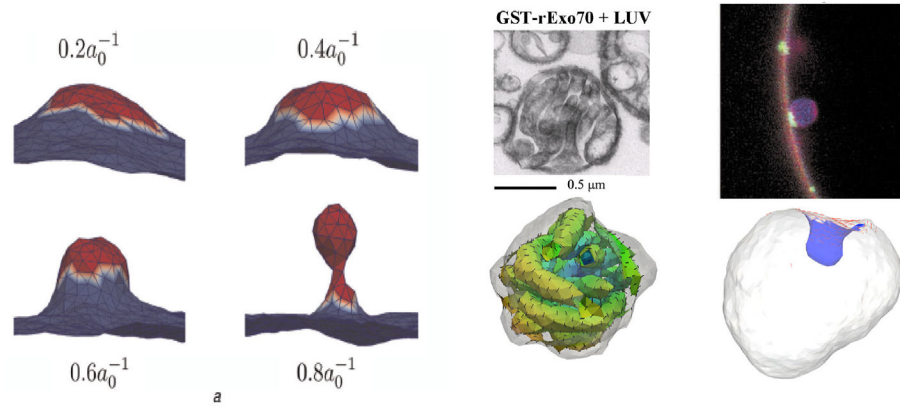 0.2a₀⁻¹
0.4a₀⁻¹
0.6a₀⁻¹
0.8a₀⁻¹
a
GST-rExo70 + LUV
0.5 μm